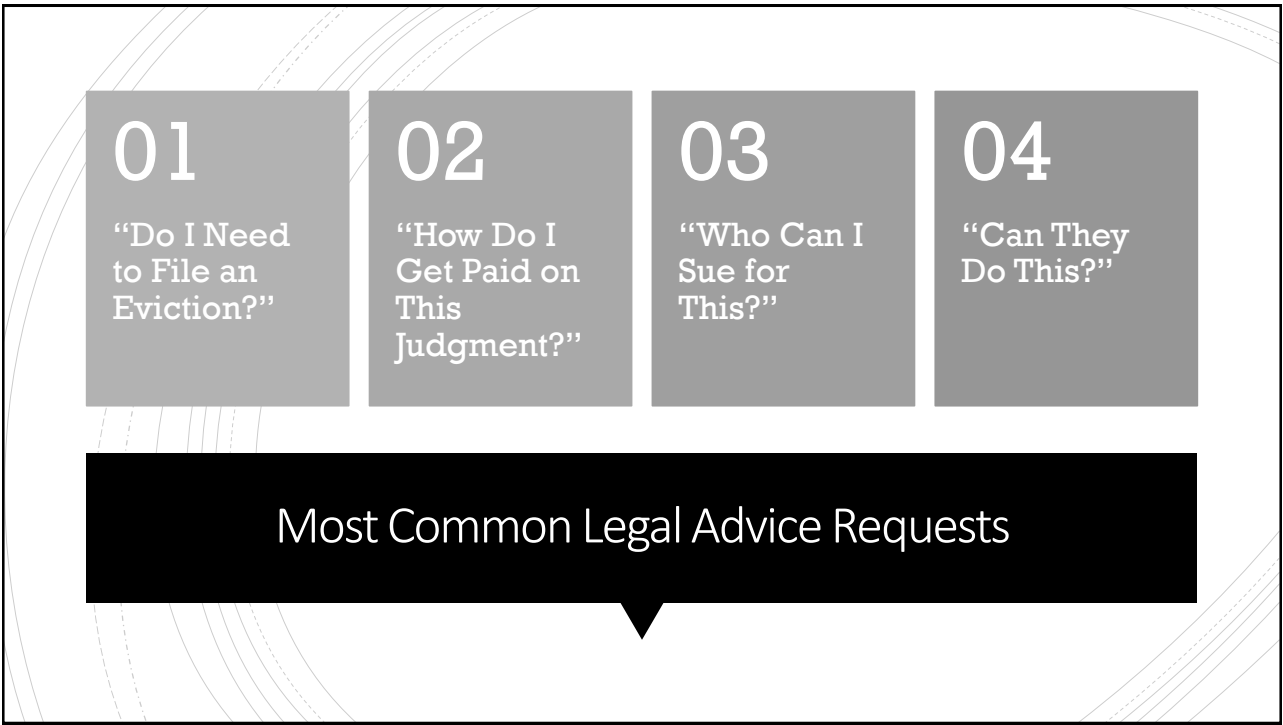 01
“Do I Need
to File an
Eviction?”
02
“How Do I
Get Paid on
This
Judgment?”
03
“Who Can I
Sue for
This?”
04
“Can They
Do This?”
Most Common Legal Advice Requests